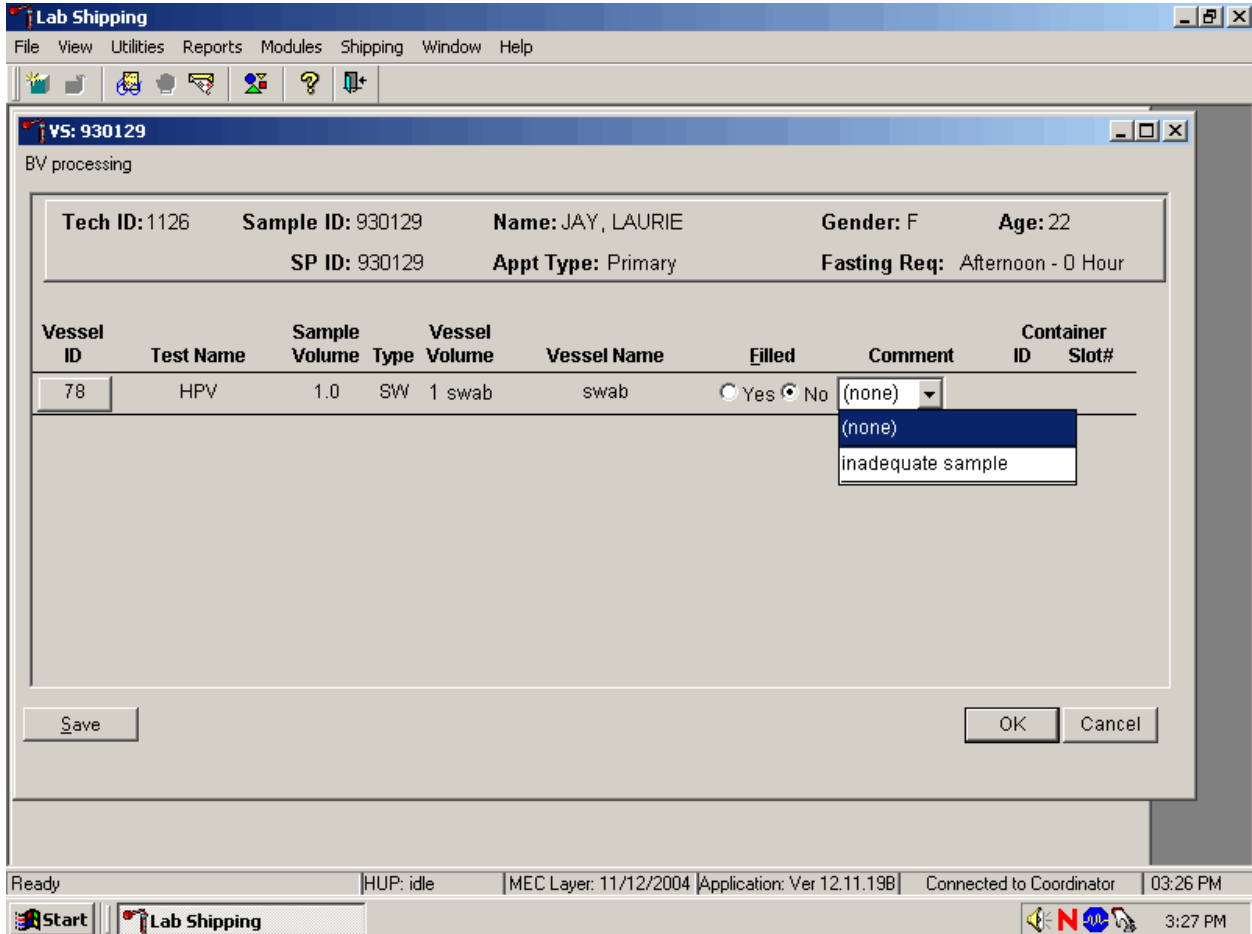 Lab Shipping
File View Utilities Reports Modules Shipping Window Help
VS: 930129
BV processing
Tech ID: 1126 Sample ID: 930129 Name: JAY, LAURIE Gender: F Age: 22
SP ID: 930129 Appt Type: Primary Fasting Req: Afternoon - 0 Hour
Vessel Sample Vessel Container
ID Test Name Volume Type Volume Vessel Name Filled Comment ID Slot#
78 HPV 1.0 SW 1 swab swab Yes No (none)
(none)
inadequate sample
Save OK Cancel
Ready HUP: idle MEC Layer: 11/12/2004 Application: Ver 12.11.19B Connected to Coordinator 03:26 PM
Start Lab Shipping N 3:27 PM